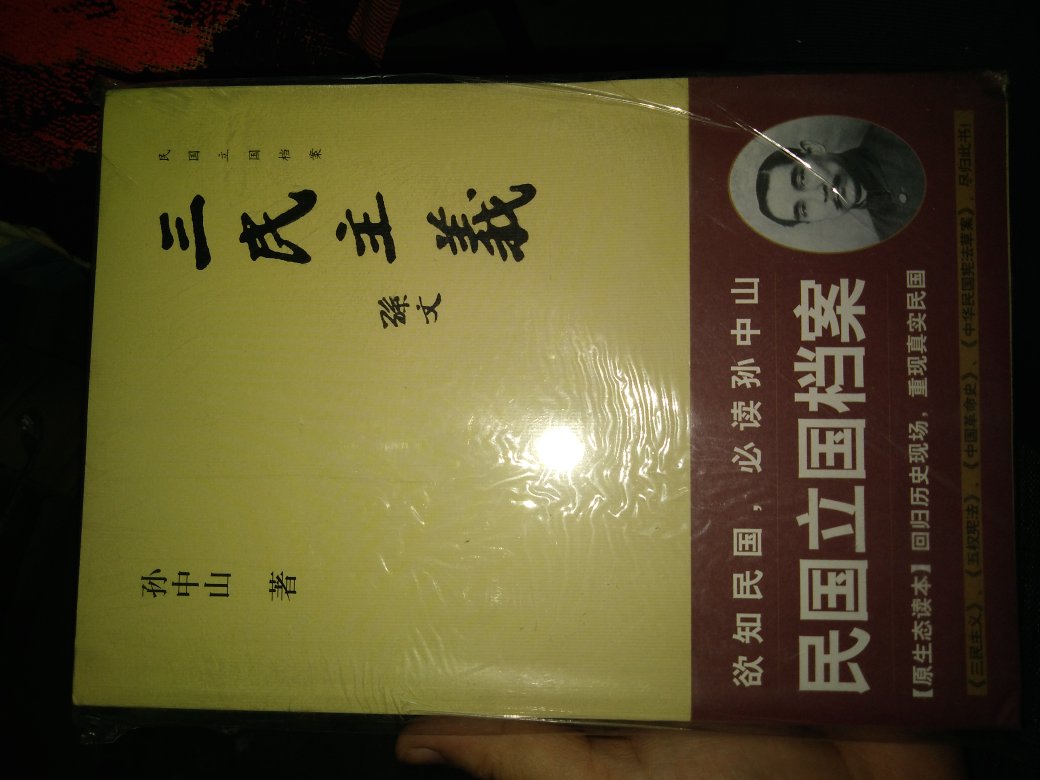 民国立国档案
三民主義
孫文
孙中山 著
欲知民国，必读孙中山
民国立国档案
【原生态读本】回归历史现场，重现真实民国
《三民主义》、《五权宪法》、《中国革命史》、《中华民国宪法草案》，尽归此书！